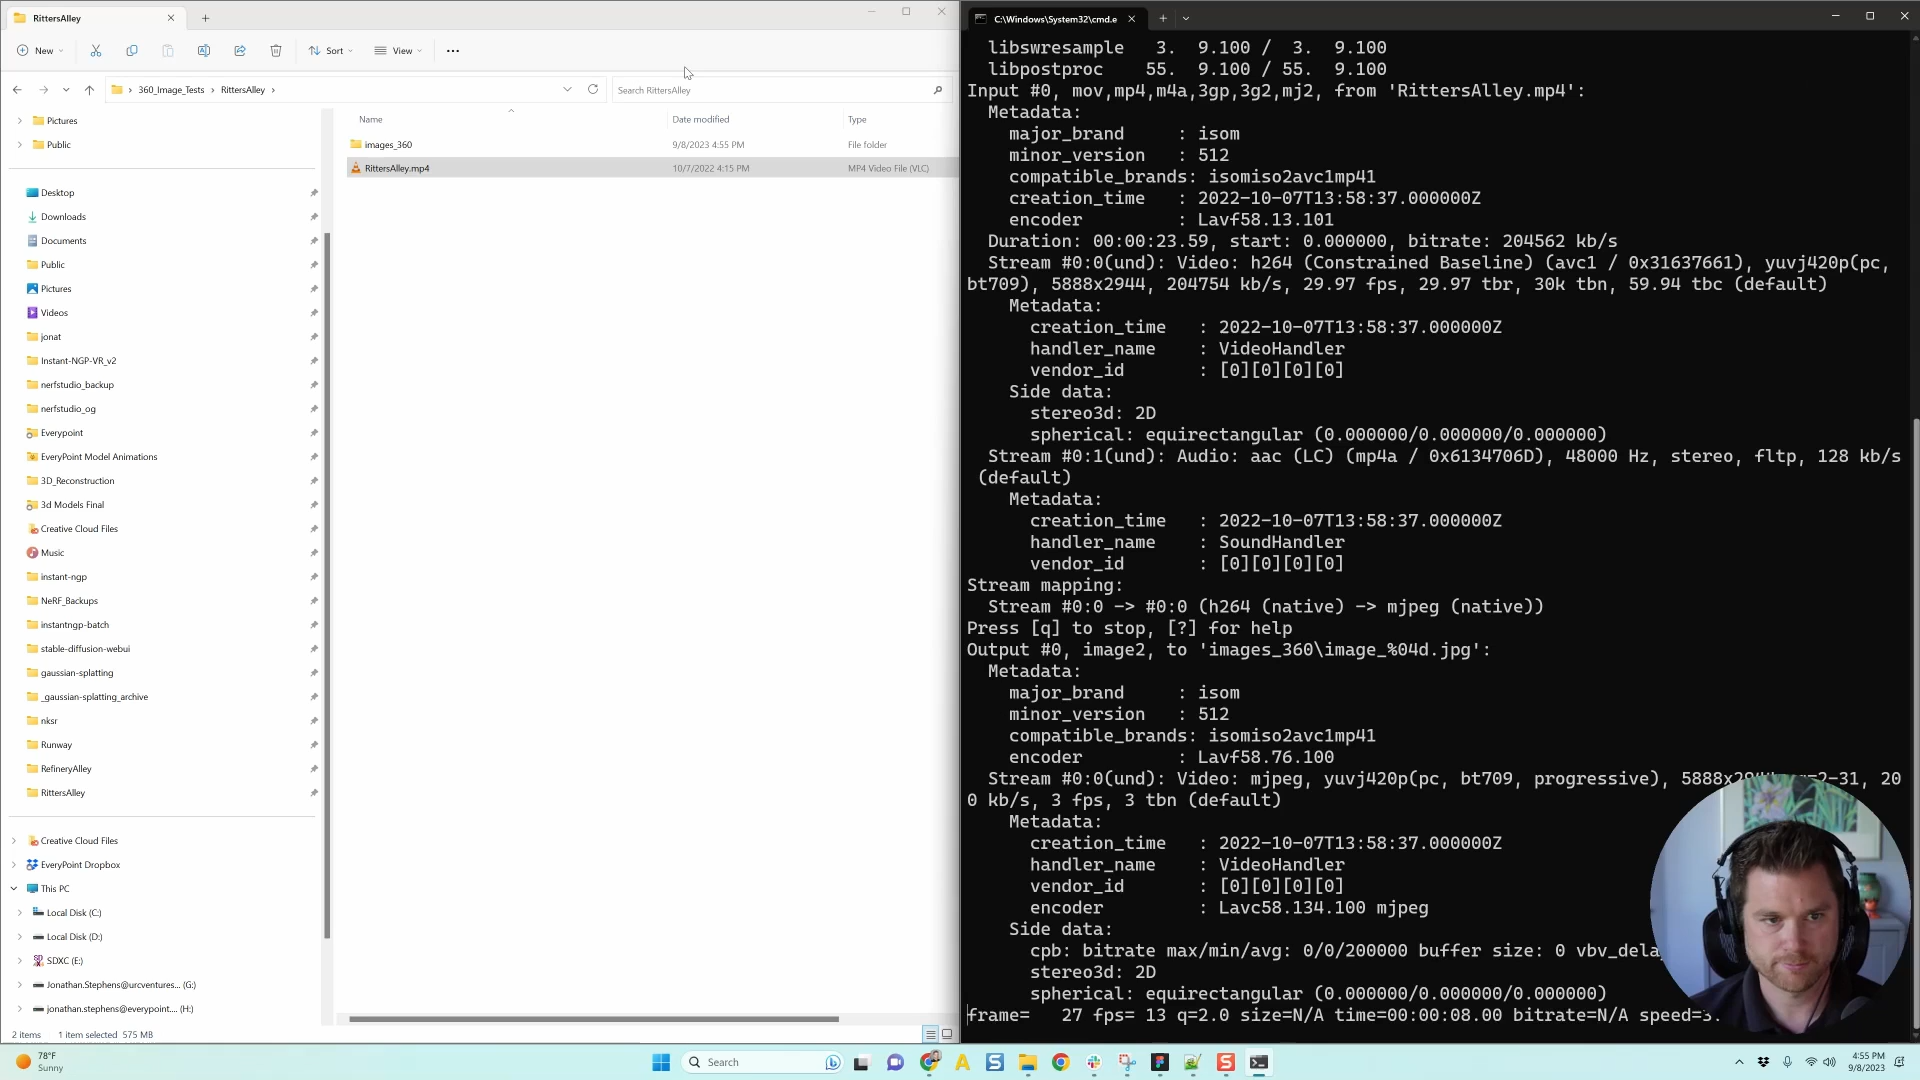 RittersAlley
New
Sort
View
360_Image_Tests › RittersAlley ›
Search RittersAlley
Name
Date modified
Type
images_360
9/8/2023 4:55 PM
File folder
RittersAlley.mp4
10/7/2022 4:15 PM
MP4 Video File (VLC)
Pictures
Public
Desktop
Downloads
Documents
Public
Pictures
Videos
jonat
Instant-NGP-VR_v2
nerfstudio_backup
nerfstudio_og
Everypoint
EveryPoint Model Animations
3D_Reconstruction
3d Models Final
Creative Cloud Files
Music
instant-ngp
NeRF_Backups
instantngp-batch
stable-diffusion-webui
gaussian-splatting
_gaussian-splatting_archive
nksr
Runway
RefineryAlley
RittersAlley
Creative Cloud Files
EveryPoint Dropbox
This PC
Local Disk (C:)
Local Disk (D:)
SDXC (E:)
Jonathan.Stephens@urcventures... (G:)
jonathan.stephens@everypoint.... (H:)
2 items
1 item selected 575 MB
C:\Windows\System32\cmd.e
libswresample 3. 9.100 / 3. 9.100
libpostproc 55. 9.100 / 55. 9.100
Input #0, mov,mp4,m4a,3gp,3g2,mj2, from 'RittersAlley.mp4':
Metadata:
major_brand : isom
minor_version : 512
compatible_brands: isomiso2avc1mp41
creation_time : 2022-10-07T13:58:37.000000Z
encoder : Lavf58.13.101
Duration: 00:00:23.59, start: 0.000000, bitrate: 204562 kb/s
Stream #0:0(und): Video: h264 (Constrained Baseline) (avc1 / 0x31637661), yuvj420p(pc,
bt709), 5888x2944, 204754 kb/s, 29.97 fps, 29.97 tbr, 30k tbn, 59.94 tbc (default)
Metadata:
creation_time : 2022-10-07T13:58:37.000000Z
handler_name : VideoHandler
vendor_id : [0][0][0][0]
Side data:
stereo3d: 2D
spherical: equirectangular (0.000000/0.000000/0.000000)
Stream #0:1(und): Audio: aac (LC) (mp4a / 0x6134706D), 48000 Hz, stereo, fltp, 128 kb/s
(default)
Metadata:
creation_time : 2022-10-07T13:58:37.000000Z
handler_name : SoundHandler
vendor_id : [0][0][0][0]
Stream mapping:
Stream #0:0 -> #0:0 (h264 (native) -> mjpeg (native))
Press [q] to stop, [?] for help
Output #0, image2, to 'images_360\image_%04d.jpg':
Metadata:
major_brand : isom
minor_version : 512
compatible_brands: isomiso2avc1mp41
encoder : Lavf58.76.100
Stream #0:0(und): Video: mjpeg, yuvj420p(pc, bt709, progressive), q=2-31, 20
0 kb/s, 3 fps, 3 tbn (default)
Metadata:
creation_time : 2022-10-07T13:58:37.000000Z
handler_name : VideoHandler
vendor_id : [0][0][0][0]
encoder : Lavc58.134.100 mjpeg
Side data:
cpb: bitrate max/min/avg: 0/0/200000 buffer size: 0
stereo3d: 2D
spherical: equirectangular (0.000000/0.000000/0.000000)
frame= 27 fps= 13 q=2.0 size=N/A time=00:00:08.00 bitrate=N/A speed=3.
78°F
Sunny
Search
4:55 PM
9/8/2023